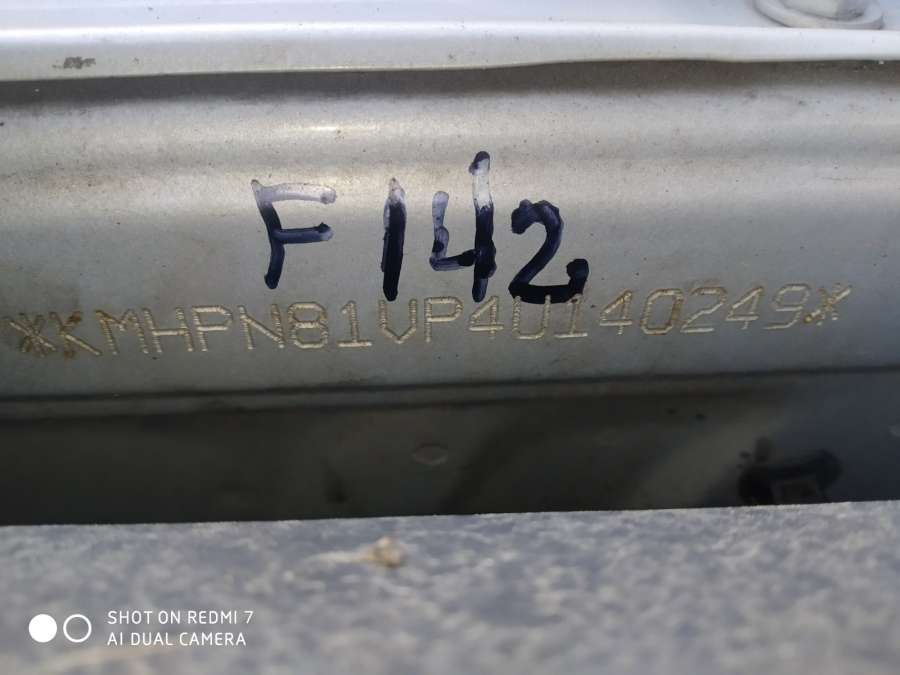 F142
*KMHPN81VP4U140249*
SHOT ON REDMI 7
AI DUAL CAMERA